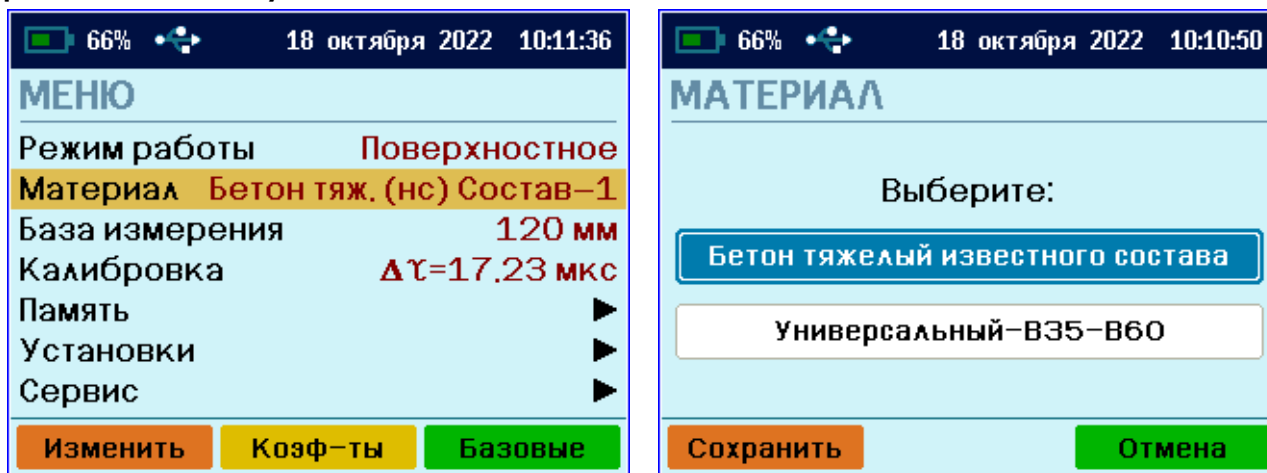 66% 18 октября 2022 10:11:36
МЕНЮ
Режим работы Поверхностное
Материал Бетон тяж. (нс) Состав-1
База измерения 120 мм
Калибровка Δτ=17.23 мкс
Память
Установки
Сервис
Изменить Коэф-ты Базовые
66% 18 октября 2022 10:10:50
МАТЕРИАЛ
Выберите:
Бетон тяжелый известного состава
Универсальный-В35-В60
Сохранить Отмена